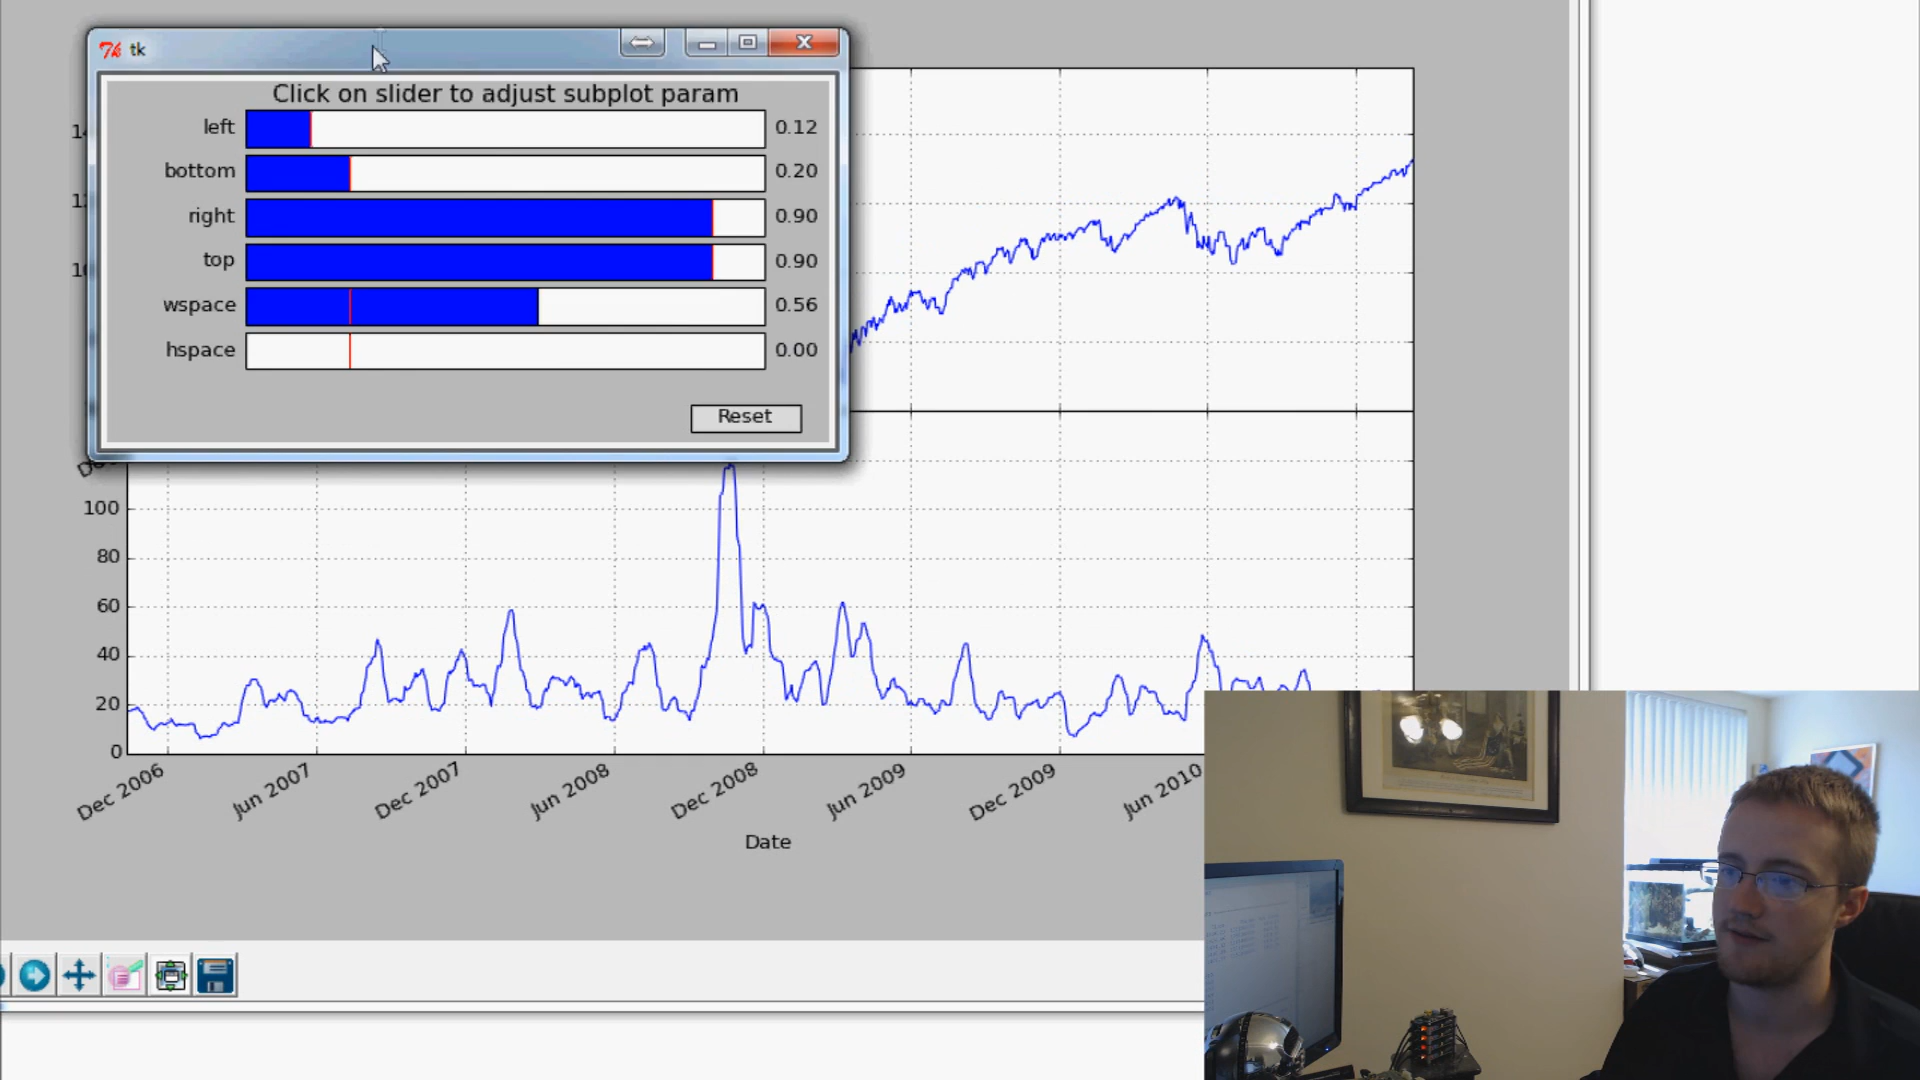 Tk tk
Click on slider to adjust subplot param
left 0.12
bottom 0.20
right 0.90
top 0.90
wspace 0.56
hspace 0.00
Reset
100
80
60
40
20
0
Dec 2006 Jun 2007 Dec 2007 Jun 2008 Dec 2008 Jun 2009 Dec 2009 Jun 2010
Date